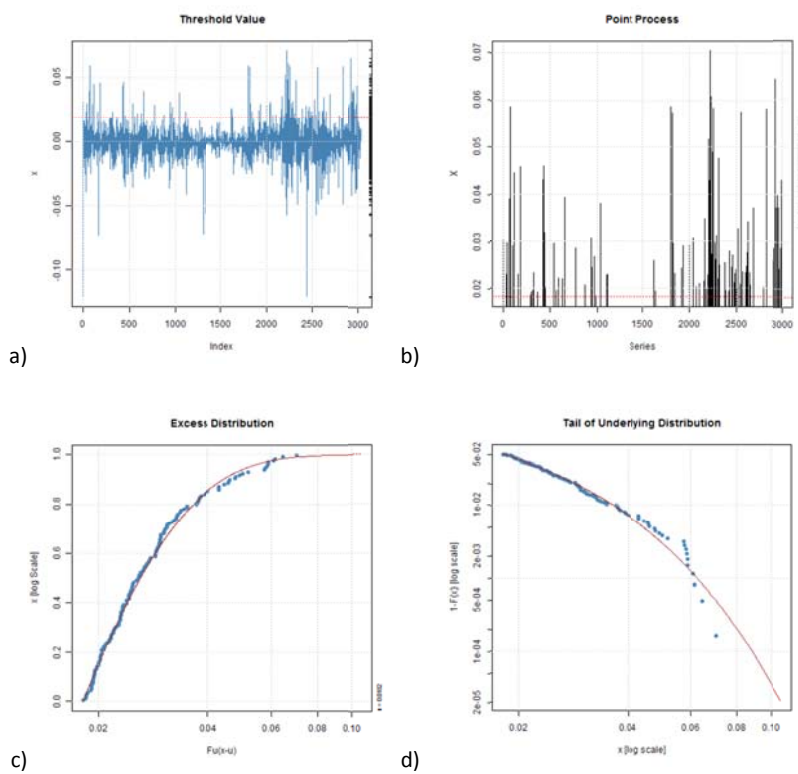 Threshold Value
x
0.05
0.00
-0.05
-0.10
0 500 1000 1500 2000 2500 3000
Index
a)
Point Process
X
0.07
0.06
0.05
0.04
0.03
0.02
0 500 1000 1500 2000 2500 3000
Series
b)
Excess Distribution
x [log Scale]
1.0
0.8
0.6
0.4
0.2
0.0
0.02 0.04 0.06 0.08 0.10
Fu(x-u)
c)
Tail of Underlying Distribution
1-F(x) [log scale]
5e-02
1e-02
2e-03
5e-04
1e-04
2e-05
0.02 0.04 0.06 0.08 0.10
x [log scale]
d)